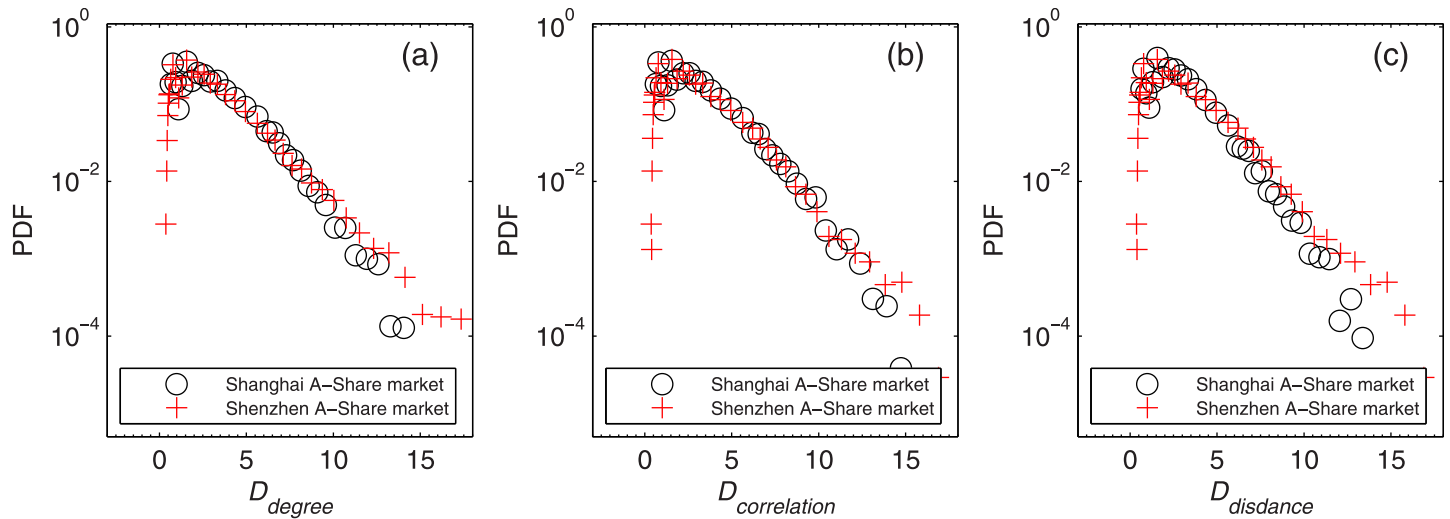 (a)
10^0
10^−2
10^−4
PDF
Shanghai A−Share market
Shenzhen A−Share market
0 5 10 15
D_degree
(b)
10^0
10^−2
10^−4
PDF
Shanghai A−Share market
Shenzhen A−Share market
0 5 10 15
D_correlation
(c)
10^0
10^−2
10^−4
PDF
Shanghai A−Share market
Shenzhen A−Share market
0 5 10 15
D_disdance